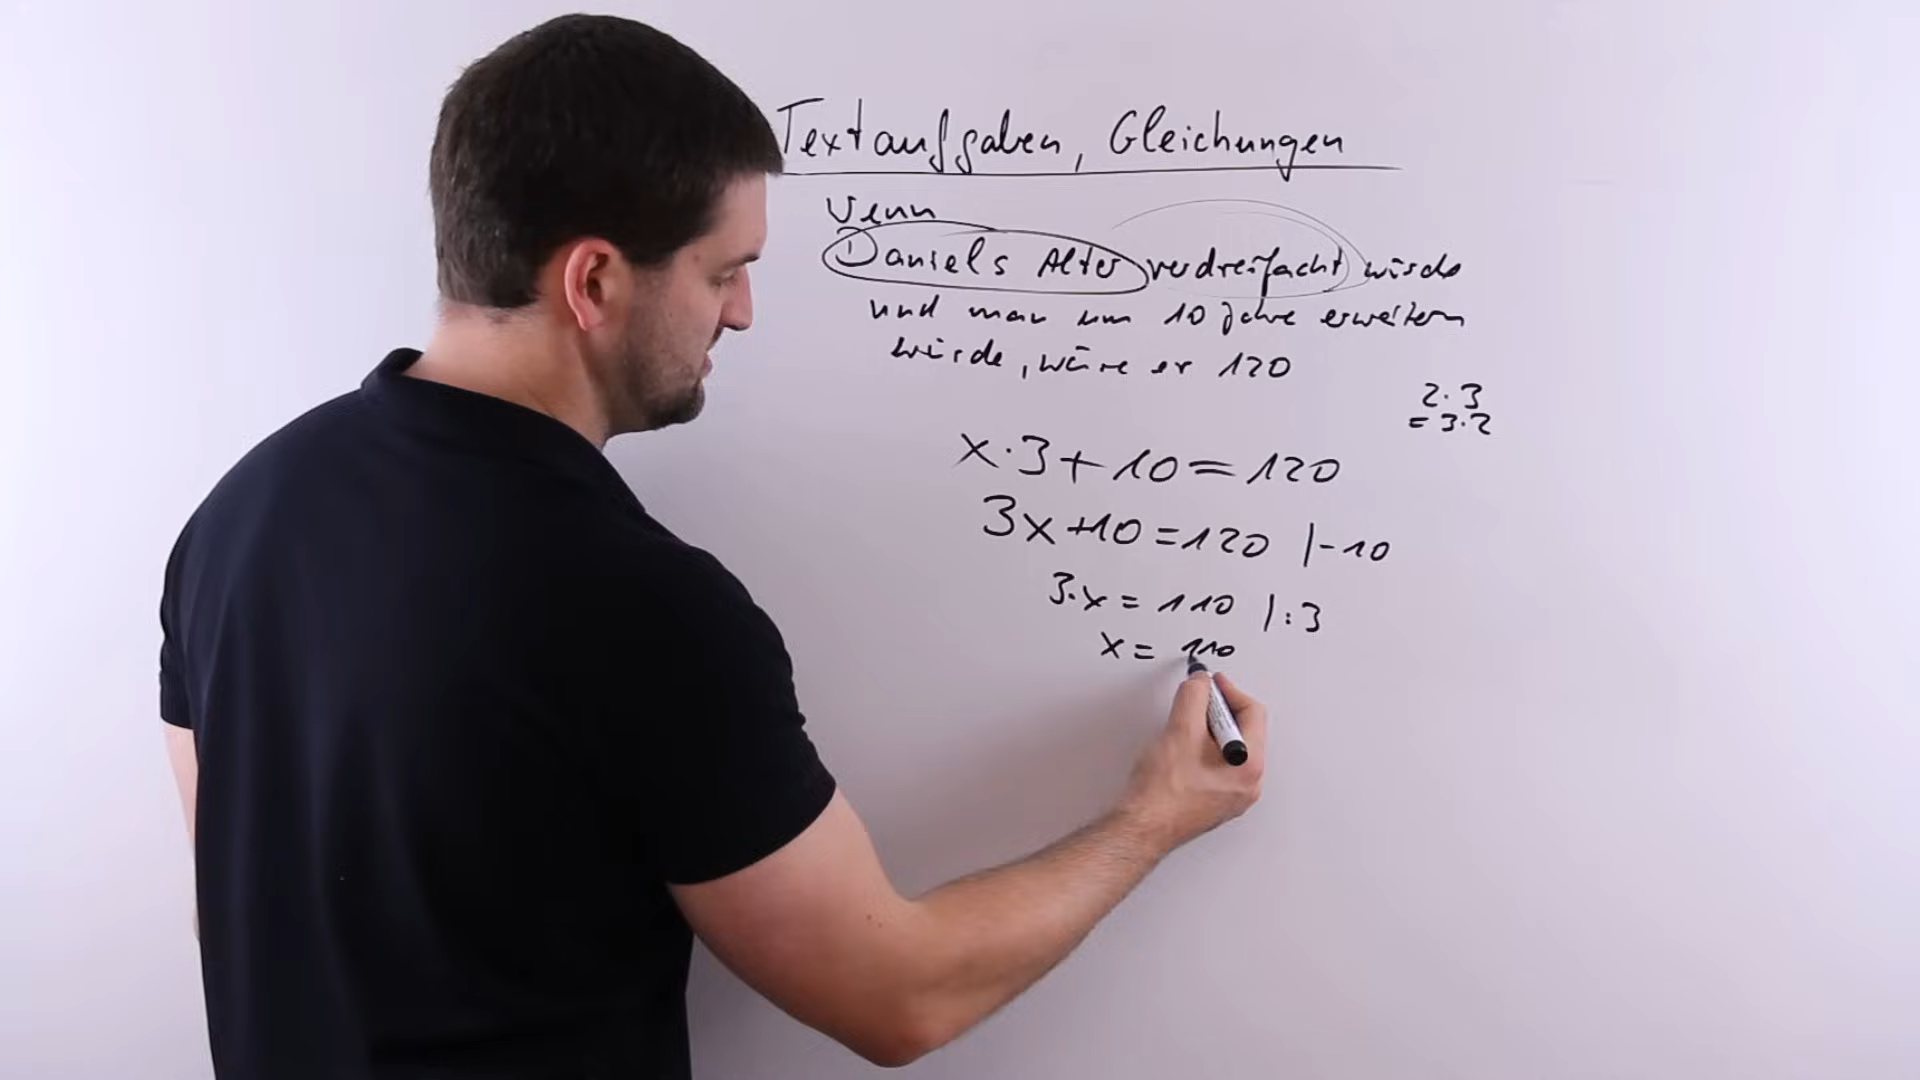 Textaufgaben, Gleichungen
Wenn
Daniels Alter verdreifacht würde
und man um 10 Jahre erweitern
würde, wäre er 120
2·3
= 3·2
x·3+10=120
3x+10=120 |-10
3·x = 110 |:3
x = 110